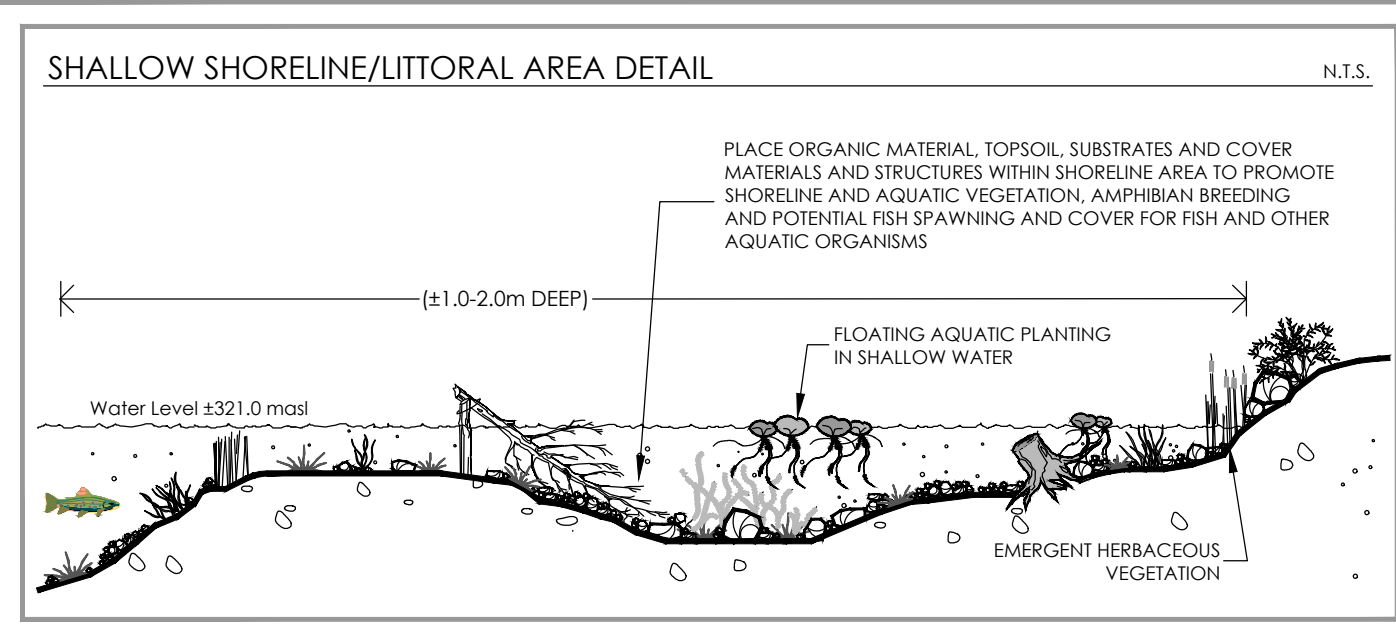 SHALLOW SHORELINE/LITTORAL AREA DETAIL
N.T.S.
PLACE ORGANIC MATERIAL, TOPSOIL, SUBSTRATES AND COVER
MATERIALS AND STRUCTURES WITHIN SHORELINE AREA TO PROMOTE
SHORELINE AND AQUATIC VEGETATION, AMPHIBIAN BREEDING
AND POTENTIAL FISH SPAWNING AND COVER FOR FISH AND OTHER
AQUATIC ORGANISMS
(±1.0-2.0m DEEP)
FLOATING AQUATIC PLANTING
IN SHALLOW WATER
Water Level ±321.0 masl
EMERGENT HERBACEOUS
VEGETATION